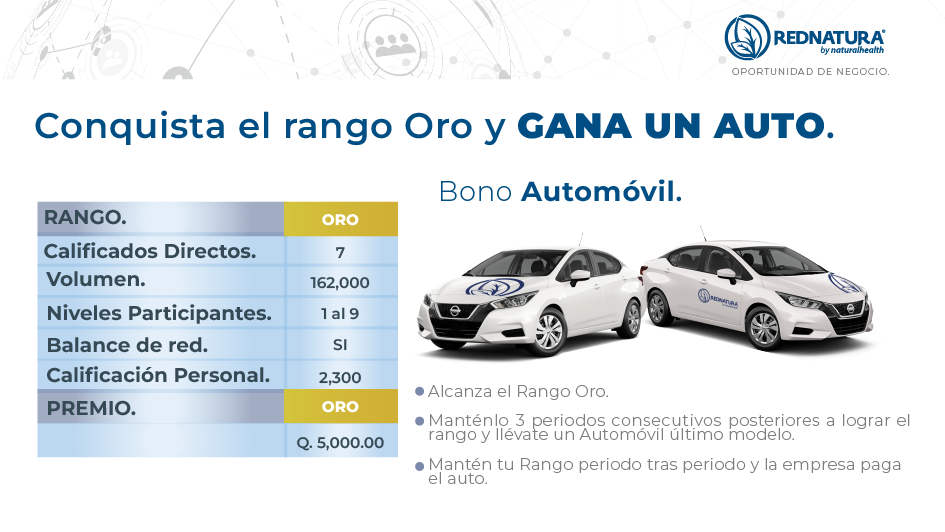 REDNATURA®
by naturalhealth
OPORTUNIDAD DE NEGOCIO.
Conquista el rango Oro y GANA UN AUTO.
Bono Automóvil.
RANGO. ORO
Calificados Directos. 7
Volumen. 162,000
Niveles Participantes. 1 al 9
Balance de red. SI
Calificación Personal. 2,300
PREMIO. ORO
Q. 5,000.00
REDNATURA
Alcanza el Rango Oro.
Manténlo 3 periodos consecutivos posteriores a lograr el
rango y llévate un Automóvil último modelo.
Mantén tu Rango periodo tras periodo y la empresa paga
el auto.